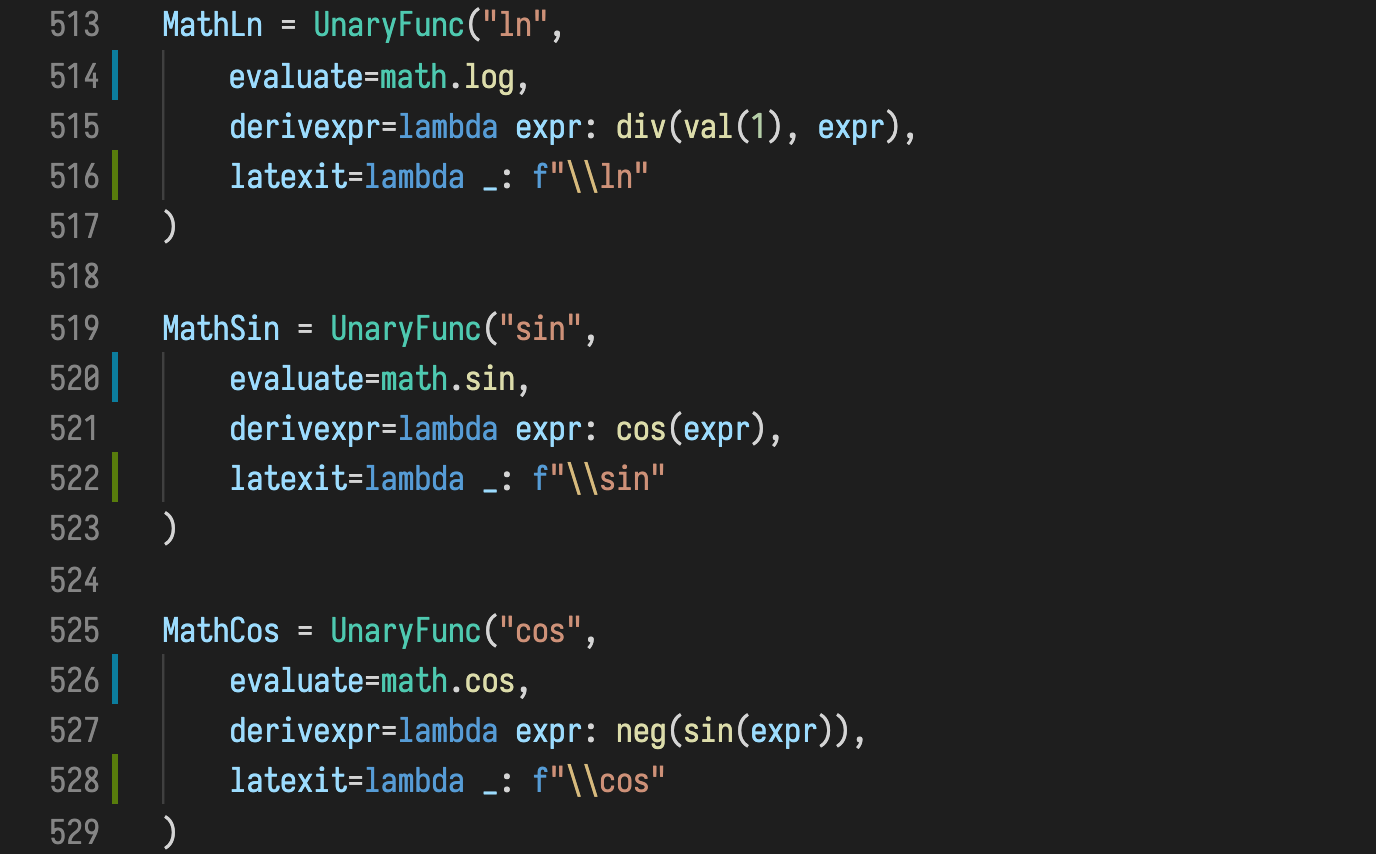 513 MathLn = UnaryFunc("ln",
514     evaluate=math.log,
515     derivexpr=lambda expr: div(val(1), expr),
516     latexit=lambda _: f"\\ln"
517 )
518
519 MathSin = UnaryFunc("sin",
520     evaluate=math.sin,
521     derivexpr=lambda expr: cos(expr),
522     latexit=lambda _: f"\\sin"
523 )
524
525 MathCos = UnaryFunc("cos",
526     evaluate=math.cos,
527     derivexpr=lambda expr: neg(sin(expr)),
528     latexit=lambda _: f"\\cos"
529 )